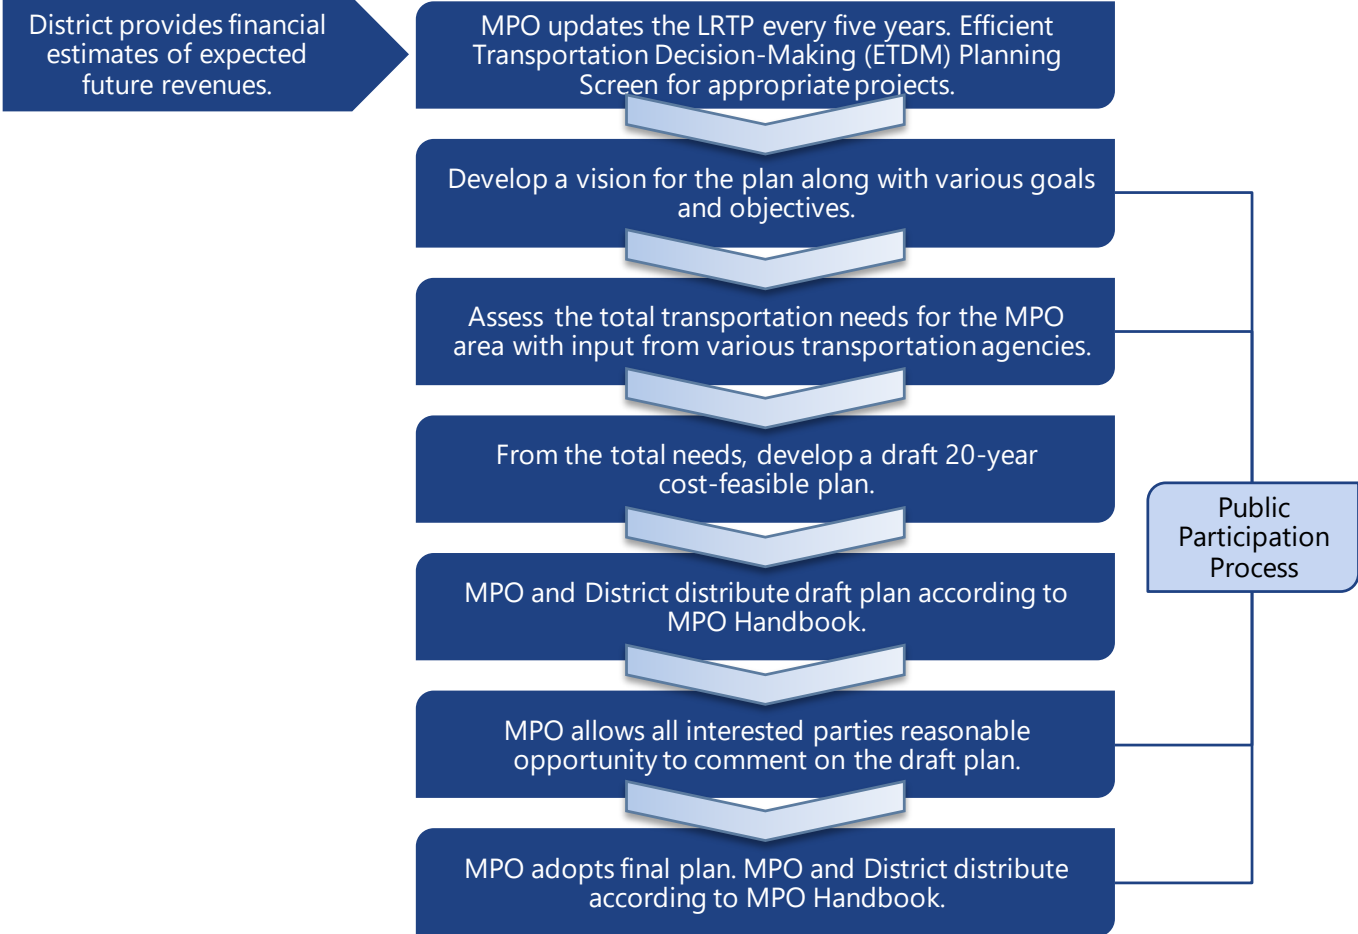 District provides financial
estimates of expected
future revenues.
MPO updates the LRTP every five years. Efficient
Transportation Decision-Making (ETDM) Planning
Screen for appropriate projects.
Develop a vision for the plan along with various goals
and objectives.
Assess the total transportation needs for the MPO
area with input from various transportation agencies.
From the total needs, develop a draft 20-year
cost-feasible plan.
MPO and District distribute draft plan according to
MPO Handbook.
MPO allows all interested parties reasonable
opportunity to comment on the draft plan.
MPO adopts final plan. MPO and District distribute
according to MPO Handbook.
Public
Participation
Process